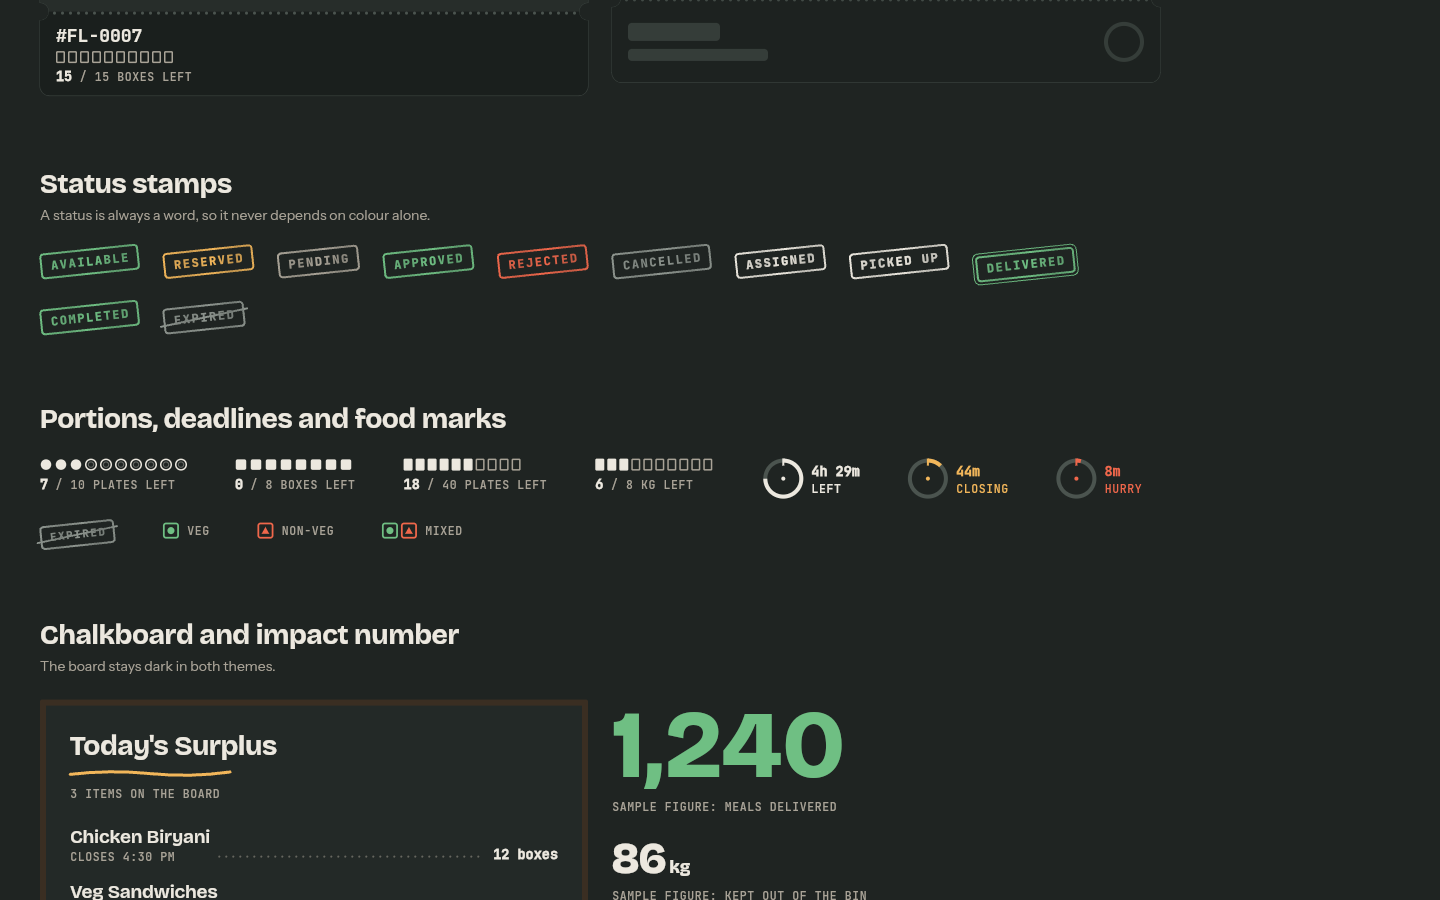 #FL-0007
15 / 15 BOXES LEFT
Status stamps
A status is always a word, so it never depends on colour alone.
AVAILABLE RESERVED PENDING APPROVED REJECTED CANCELLED ASSIGNED PICKED UP DELIVERED
COMPLETED EXPIRED
Portions, deadlines and food marks
7 / 10 PLATES LEFT 0 / 8 BOXES LEFT 18 / 40 PLATES LEFT 6 / 8 KG LEFT 4h 29m LEFT 44m CLOSING 8m HURRY
EXPIRED VEG NON-VEG MIXED
Chalkboard and impact number
The board stays dark in both themes.
Today's Surplus
3 ITEMS ON THE BOARD
Chicken Biryani
CLOSES 4:30 PM 12 boxes
Veg Sandwiches
1,240
SAMPLE FIGURE: MEALS DELIVERED
86 kg
SAMPLE FIGURE: KEPT OUT OF THE BIN